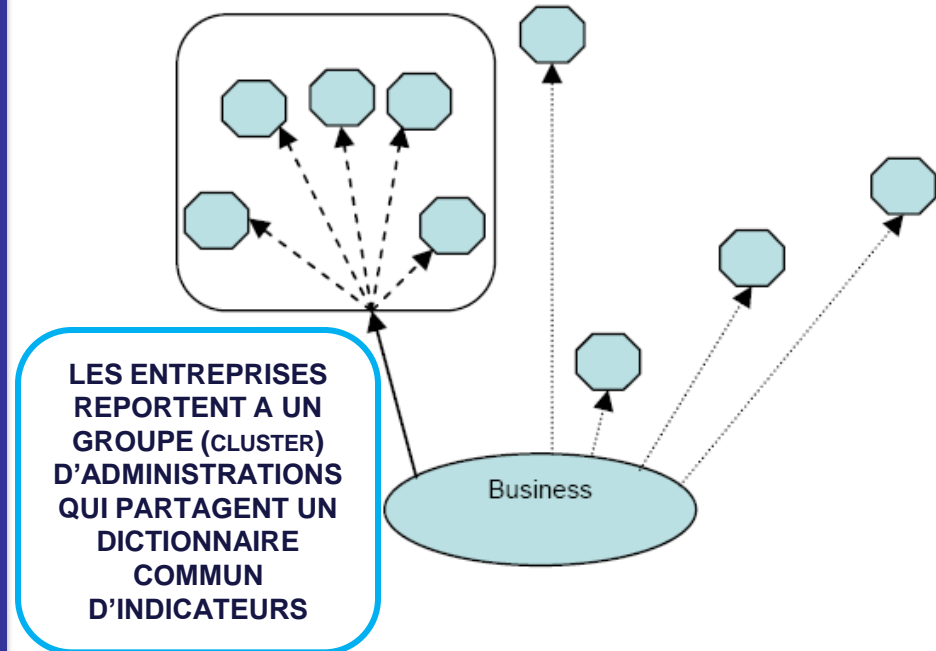 LES ENTREPRISES
REPORTENT A UN
GROUPE (CLUSTER)
D’ADMINISTRATIONS
QUI PARTAGENT UN
DICTIONNAIRE
COMMUN
D’INDICATEURS
Business